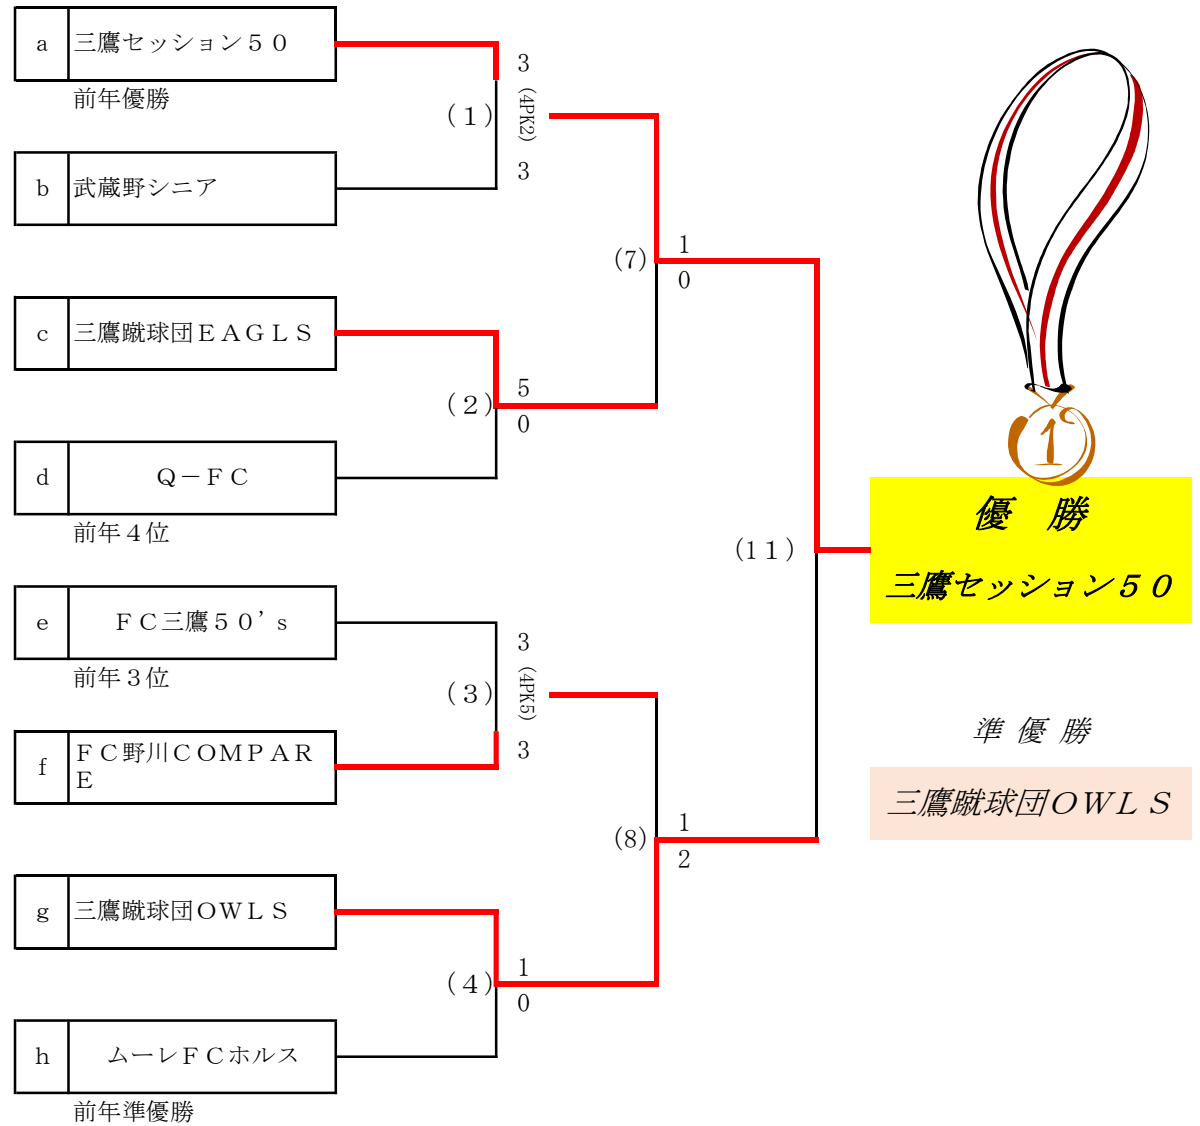 a 三鷹セッション５０
前年優勝
b 武蔵野シニア
(１)
3
(4PK2)
3
c 三鷹蹴球団ＥＡＧＬＳ
(２)
5
0
d Ｑ－ＦＣ
前年４位
(7)
1
0
e ＦＣ三鷹５０’ｓ
前年３位
(３)
3
(4PK5)
3
f ＦＣ野川ＣＯＭＰＡＲ
Ｅ
g 三鷹蹴球団ＯＷＬＳ
(４)
1
0
h ムーレＦＣホルス
前年準優勝
(8)
1
2
(1１)
1
優　勝
三鷹セッション５０
準 優 勝
三鷹蹴球団ＯＷＬＳ